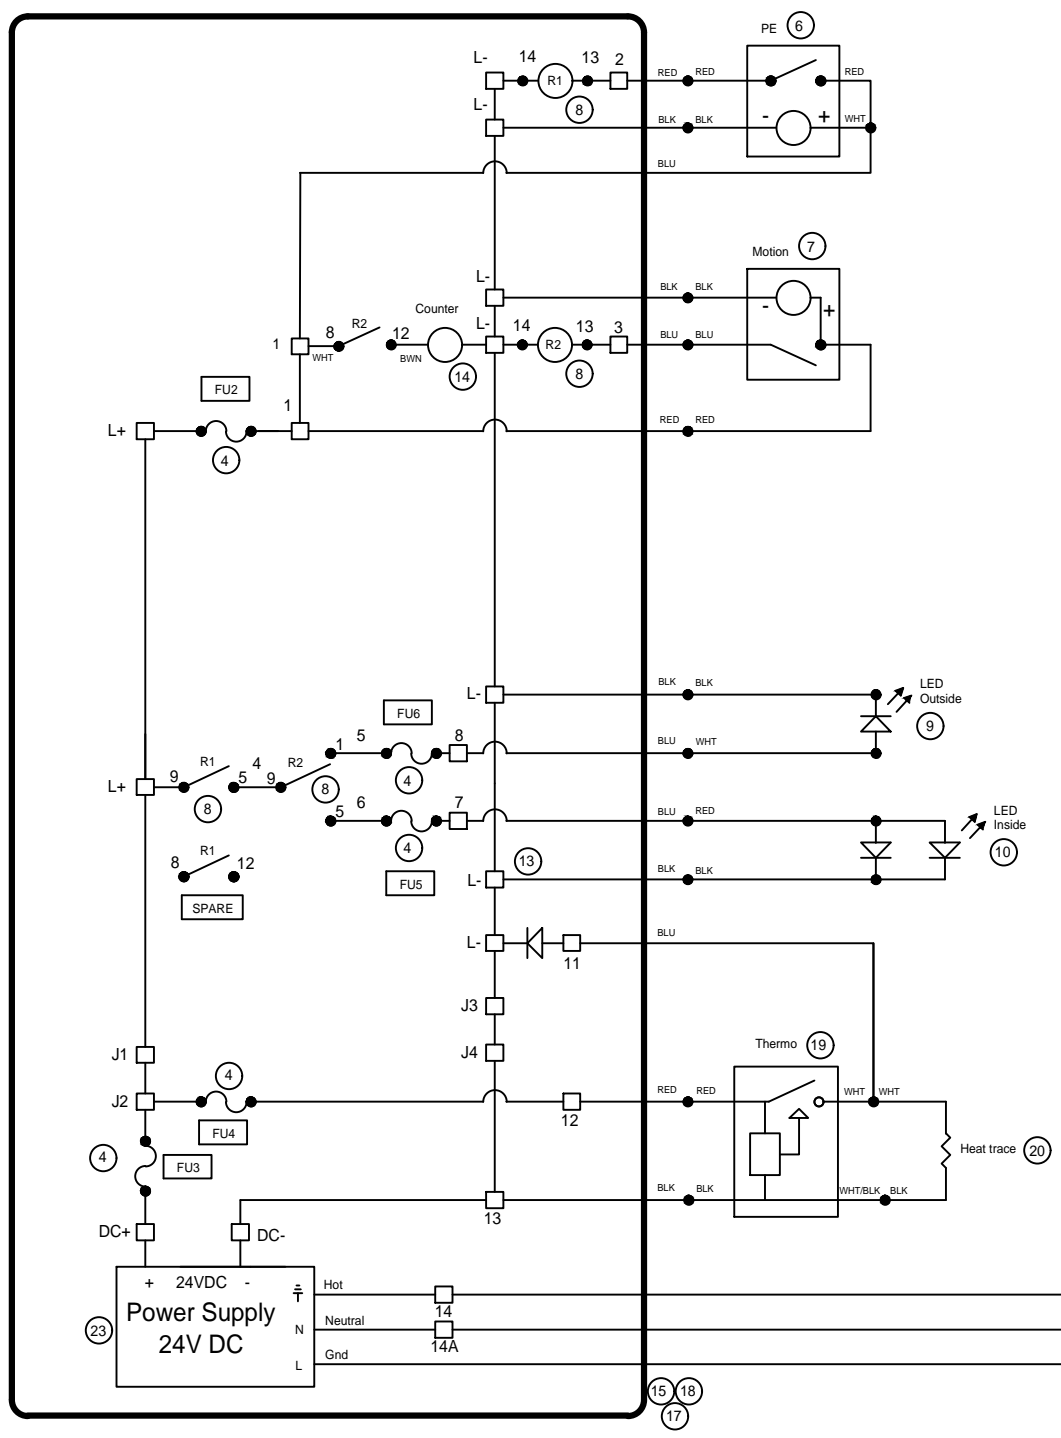 PE 6
L- 14 R1 13 2 RED RED RED
8
L- BLK BLK - + WHT
BLU
Motion 7
L- BLK BLK - +
Counter
1 8 R2 12 L- 14 R2 13 3 BLU BLU
WHT BWN
14 8
FU2
1
L+ RED RED
4
L- BLK BLK LED
Outside
9
FU6
1 5 8 BLU WHT
4
L+ 9 R1 5 4 9 R2
8 8
5 6 7 BLU RED LED
Inside
10
4
8 R1 12 13
SPARE FU5 L- BLK BLK
L- 11 BLU
J3
J4
Thermo 19
J1
4
J2 12 RED RED WHT WHT
FU4
4 FU3 Heat trace 20
13 BLK BLK WHT/BLK BLK
DC+ DC-
+ 24VDC -
Power Supply
24V DC
23
Hot 14
N Neutral 14A
L Gnd
15 18
17